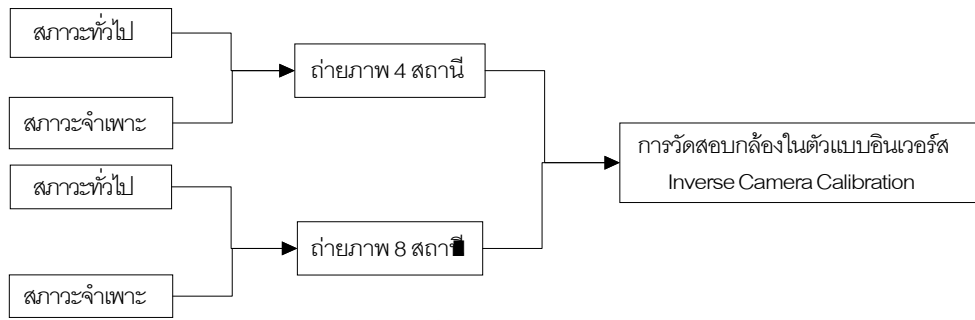 สภาวะทั่วไป
สภาวะจำเพาะ
ถ่ายภาพ 4 สถานี
สภาวะทั่วไป
สภาวะจำเพาะ
ถ่ายภาพ 8
การวัดสอบกล้องในตัวแบบอินเวอร์ส
Inverse Camera Calibration